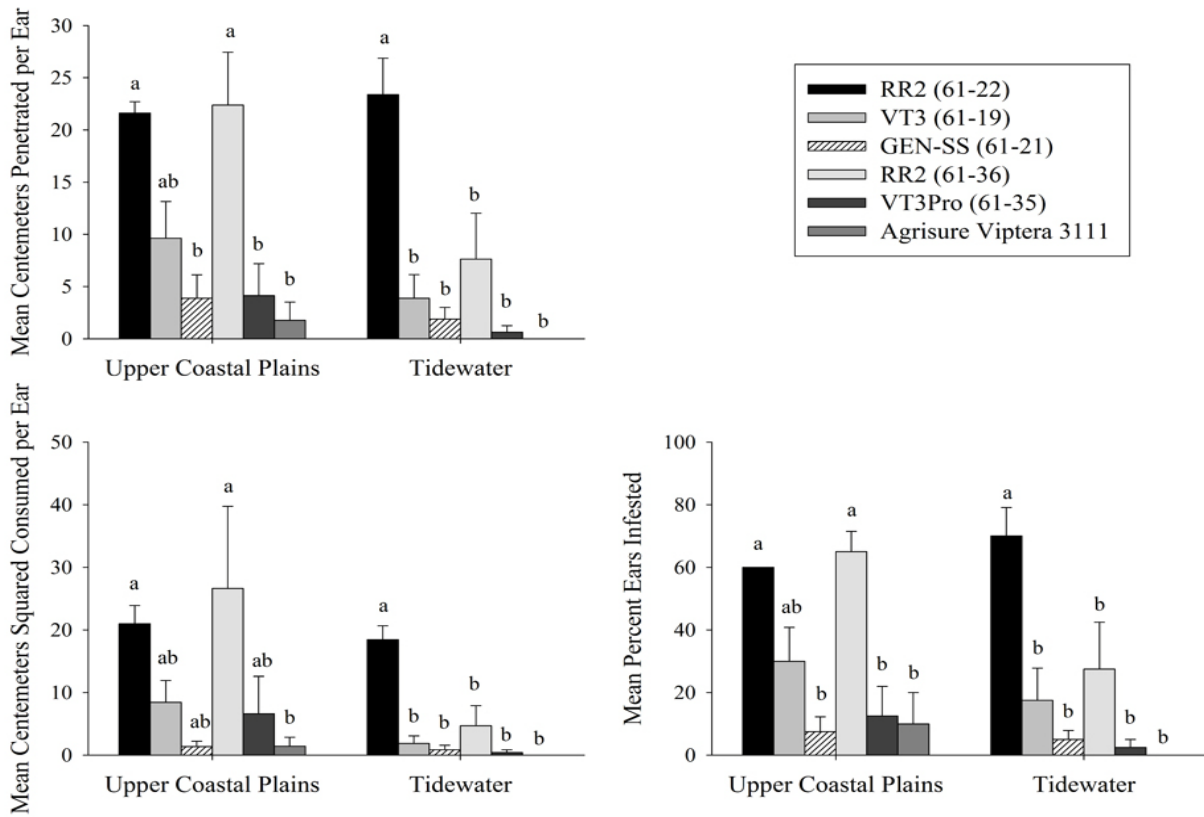 Mean Centemeters Penetrated per Ear
30
25
20
15
10
5
0
a
ab
b
a
b
b
a
b
b
b
b
b
Upper Coastal Plains
Tidewater
RR2 (61-22)
VT3 (61-19)
GEN-SS (61-21)
RR2 (61-36)
VT3Pro (61-35)
Agrisure Viptera 3111
Mean Centemeters Squared Consumed per Ear
50
40
30
20
10
0
a
ab
ab
a
ab
b
a
b
b
b
b
b
Upper Coastal Plains
Tidewater
Mean Percent Ears Infested
100
80
60
40
20
0
a
ab
b
a
b
b
a
b
b
b
b
b
Upper Coastal Plains
Tidewater